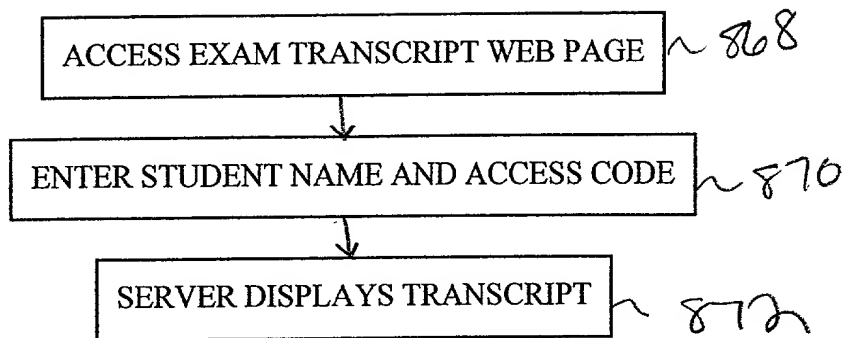 ACCESS EXAM TRANSCRIPT WEB PAGE ~ 868
ENTER STUDENT NAME AND ACCESS CODE ~ 870
SERVER DISPLAYS TRANSCRIPT ~ 872